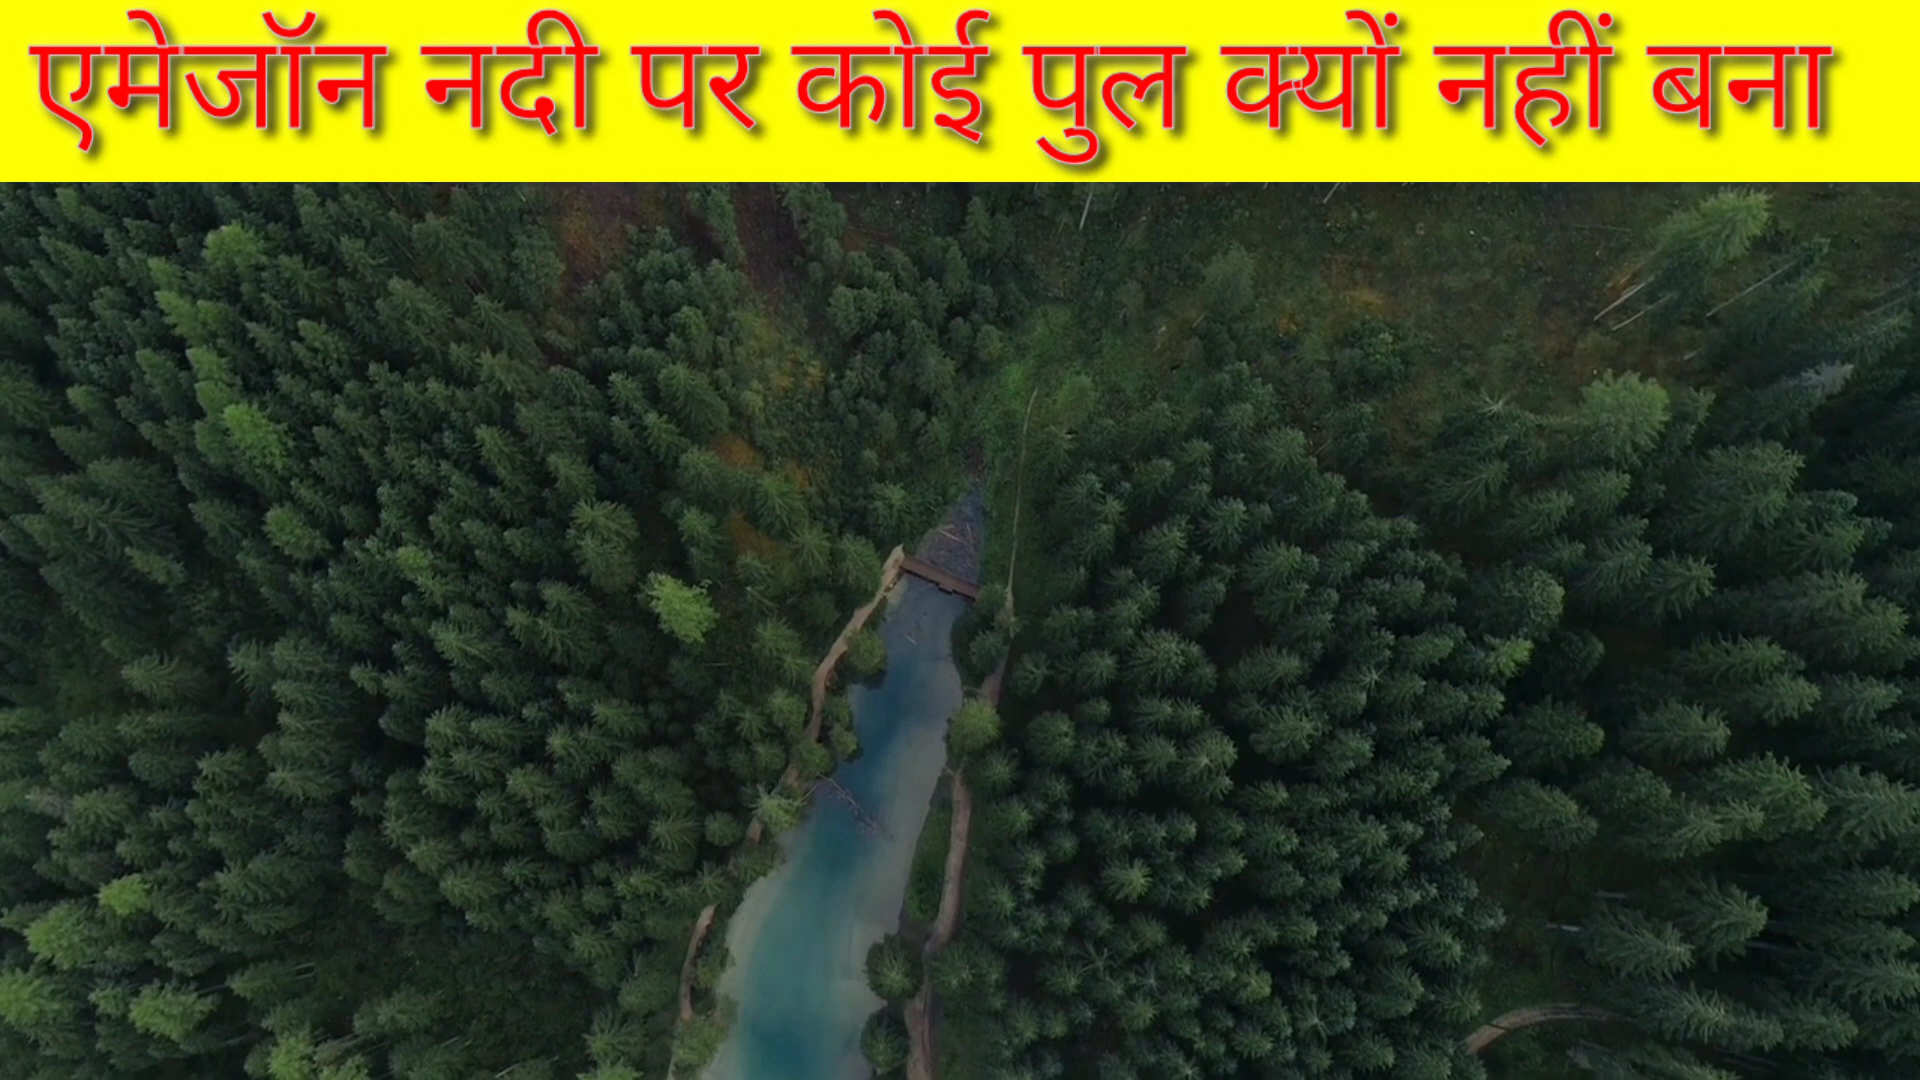 एमेजॉन नदी पर कोई पुल क्यों नहीं बना